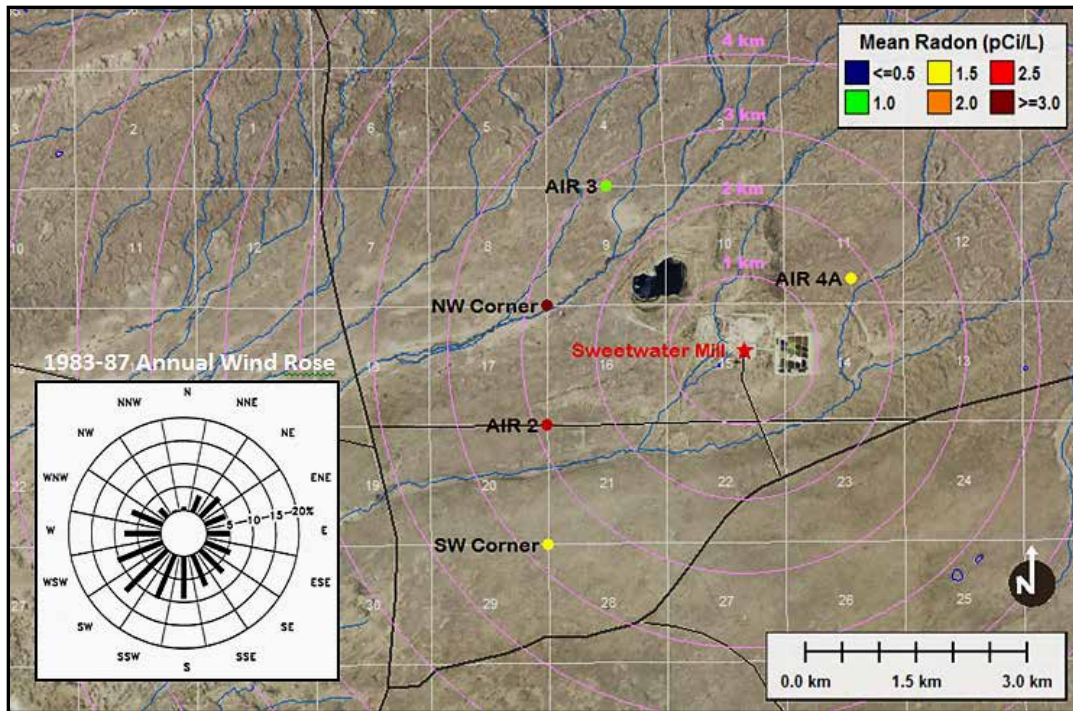 4 km
Mean Radon (pCi/L)
<=0.5 1.5 2.5
1.0 2.0 >=3.0
3 km
3 2 1 6 5 4 3
AIR 3
2 km
10 12 7 8 9 10 11 12
1 km
AIR 4A
NW Corner
Sweetwater Mill
18 16 15 14 13
1983-87 Annual Wind Rose
AIR 2
22 19 20 21 23 24
SW Corner
27 30 29 28 27 26 25
N
NNW NNE
NW NE
WNW ENE
5-10-15-20%
W E
WSW ESE
SW SE
SSW SSE
S
N
0.0 km 1.5 km 3.0 km